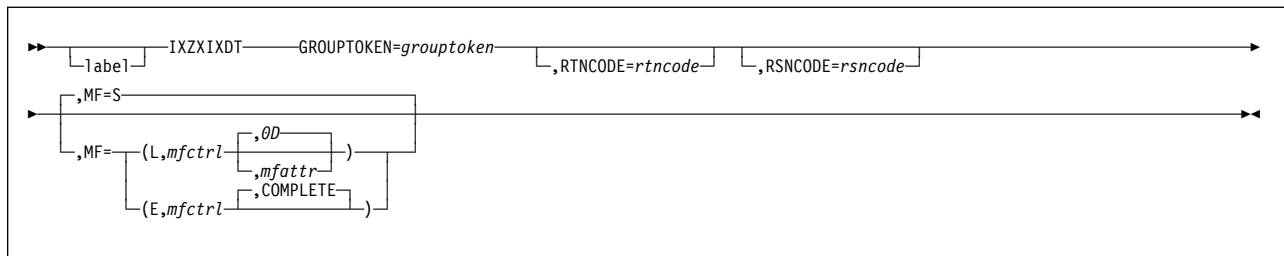 IXZXIXDT GROUPTOKEN=grouptoken
label ,RTNCODE=rtncode ,RSNCODE=rsncode
,MF=S
,0D
,MF= (L,mfctrl )
,mfattr
,COMPLETE
(E,mfctrl )